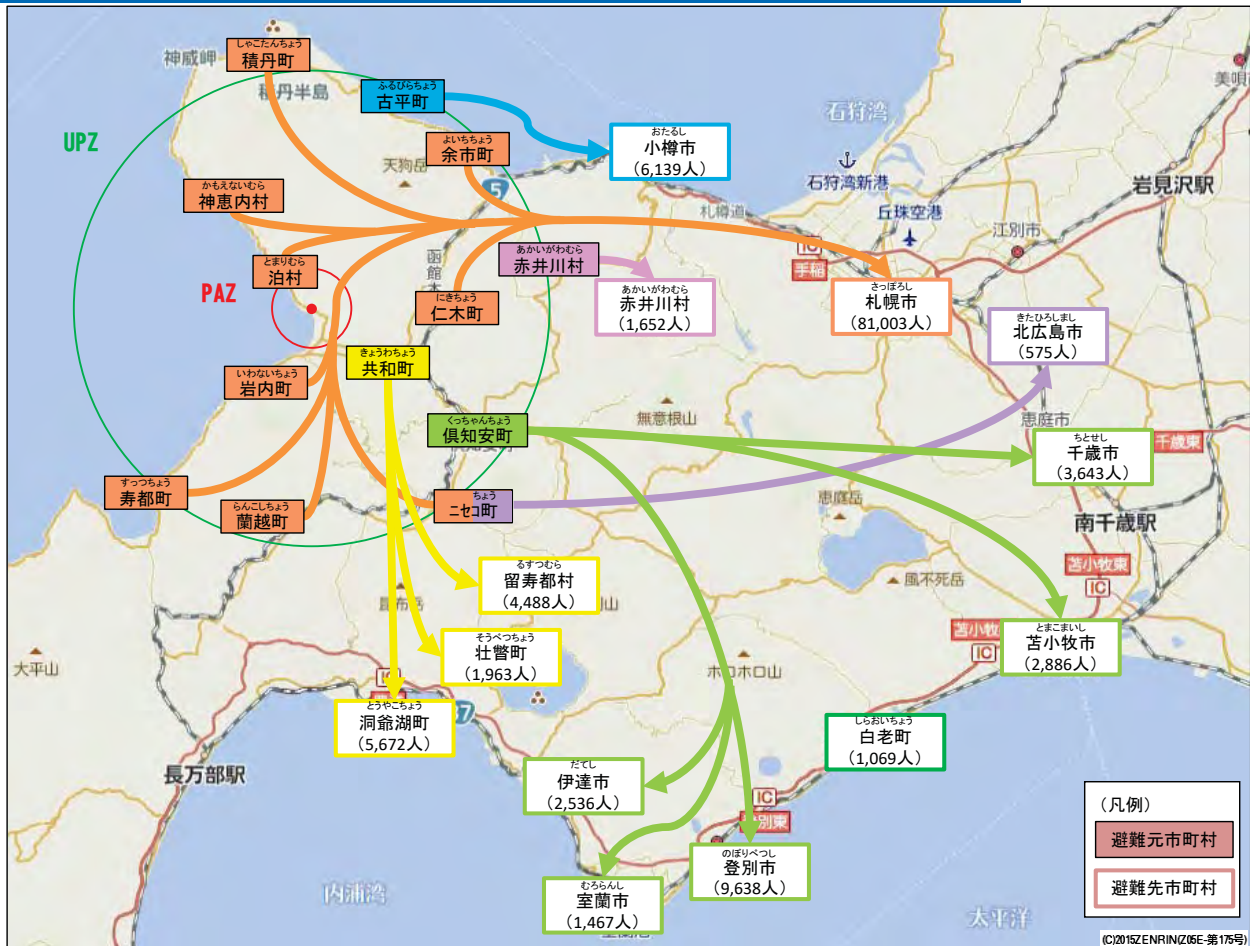 しゃこたんちょう
積丹町
神威岬
積丹半島
ふるびらちょう
古平町
石狩湾
UPZ
よいちちょう
余市町
天狗岳
5
おたるし
小樽市
(6,139人)
石狩湾新港
岩見沢駅
丘珠空港
江別市
札樽道
IC
手稲
かもえないむら
神恵内村
とまりむら
泊村
PAZ
函館本
にきちょう
仁木町
あかいがわむら
赤井川村
あかいがわむら
赤井川村
(1,652人)
さっぽろし
札幌市
(81,003人)
きたひろしまし
北広島市
(575人)
きょうわちょう
共和町
いわないちょう
岩内町
くっちゃんちょう
倶知安町
無意根山
恵庭市
ちとせし
千歳市
(3,643人)
千歳東
すっつちょう
寿都町
らんこしちょう
蘭越町
ちょう
ニセコ町
恵庭岳
南千歳駅
苫小牧東
IC
風不死岳
るすつむら
留寿都村
(4,488人)
昆布岳
そうべつちょう
壮瞥町
(1,963人)
大平山
IC
とうやこちょう
洞爺湖町
(5,672人)
37
ホロホロ山
苫小牧
IC
とまこまいし
苫小牧市
(2,886人)
しらおいちょう
白老町
(1,069人)
長万部駅
だてし
伊達市
(2,536人)
IC
登別東
のぼりべつし
登別市
(9,638人)
むろらんし
室蘭市
(1,467人)
内浦湾
太平洋
(凡例)
避難元市町村
避難先市町村
(C)2015ZENRIN(Z05E-第175号)